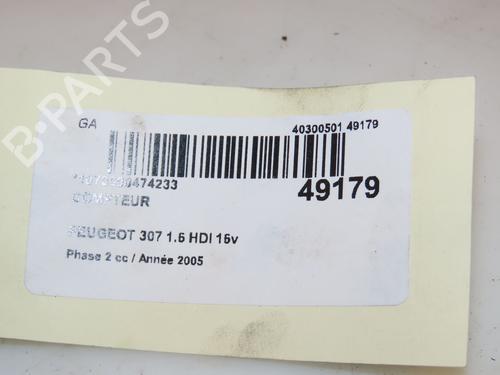 B-PARTS
GA
40300501 49179
49179
COMPTEUR
PEUGEOT 307 1.6 HDI 16v
Phase 2 cc / Année 2005